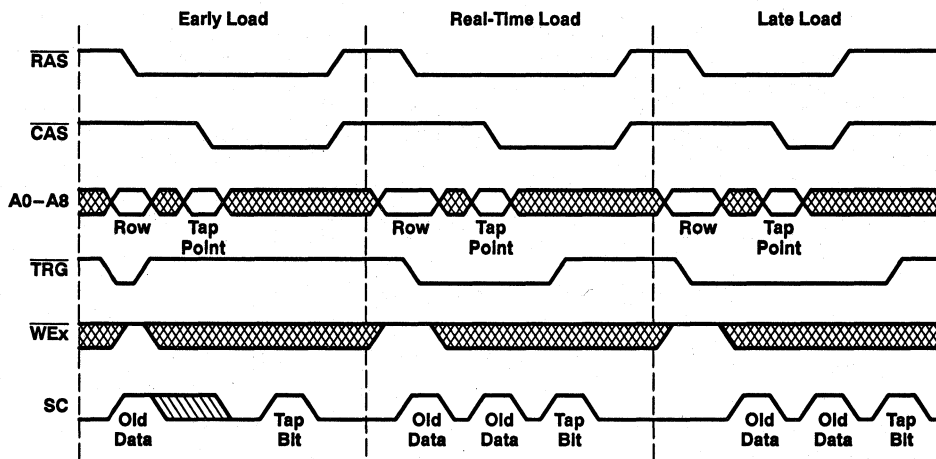 Early Load Real-Time Load Late Load
RAS
CAS
A0–A8
Row Tap Point Row Tap Point Row Tap Point
TRG
WEx
SC
Old Data Tap Bit Old Data Old Data Tap Bit Old Data Old Data Tap Bit